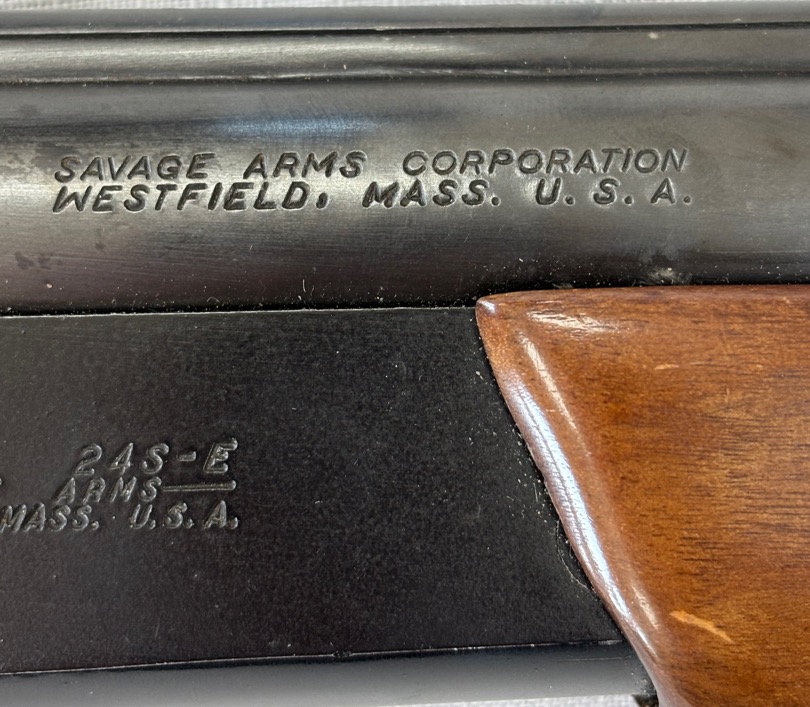 SAVAGE ARMS CORPORATION
WESTFIELD, MASS. U.S.A.
24S-E
ARMS
MASS. U.S.A.